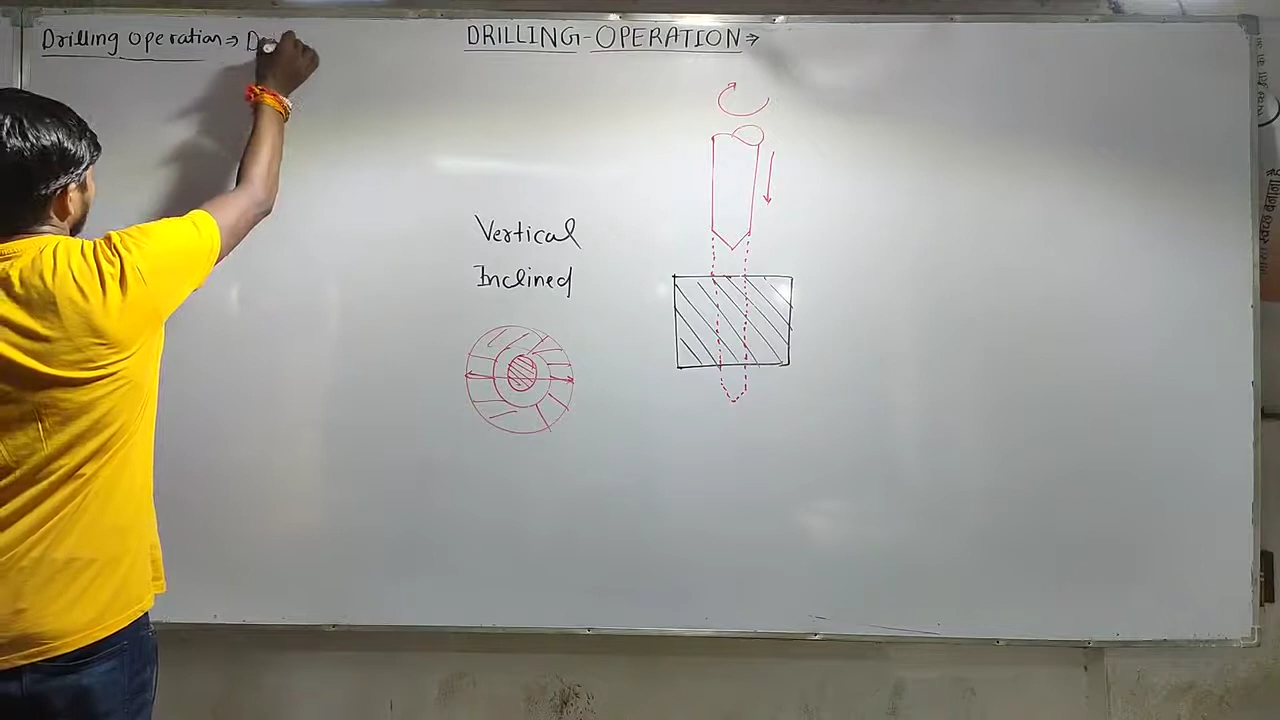 Drilling operation → D
DRILLING-OPERATION →
Vertical
Inclined